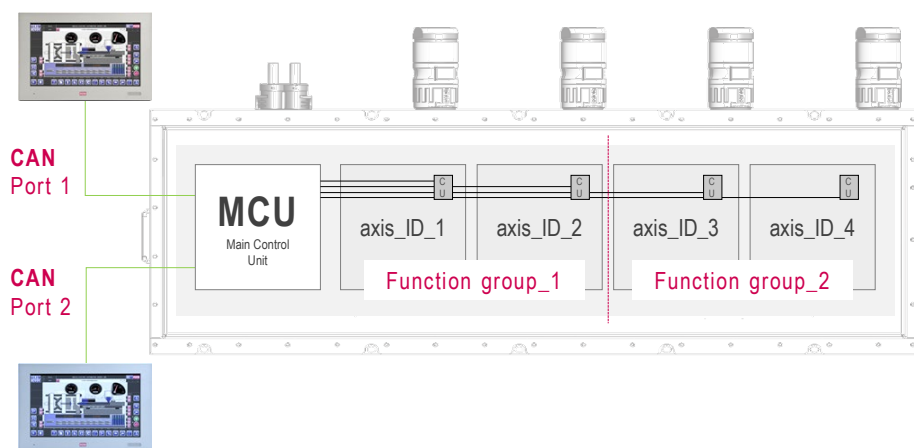 CAN
Port 1
MCU
Main Control
Unit
CAN
Port 2
C
U
axis_ID_1
C
U
axis_ID_2
C
U
axis_ID_3
C
U
axis_ID_4
Function group_1
Function group_2